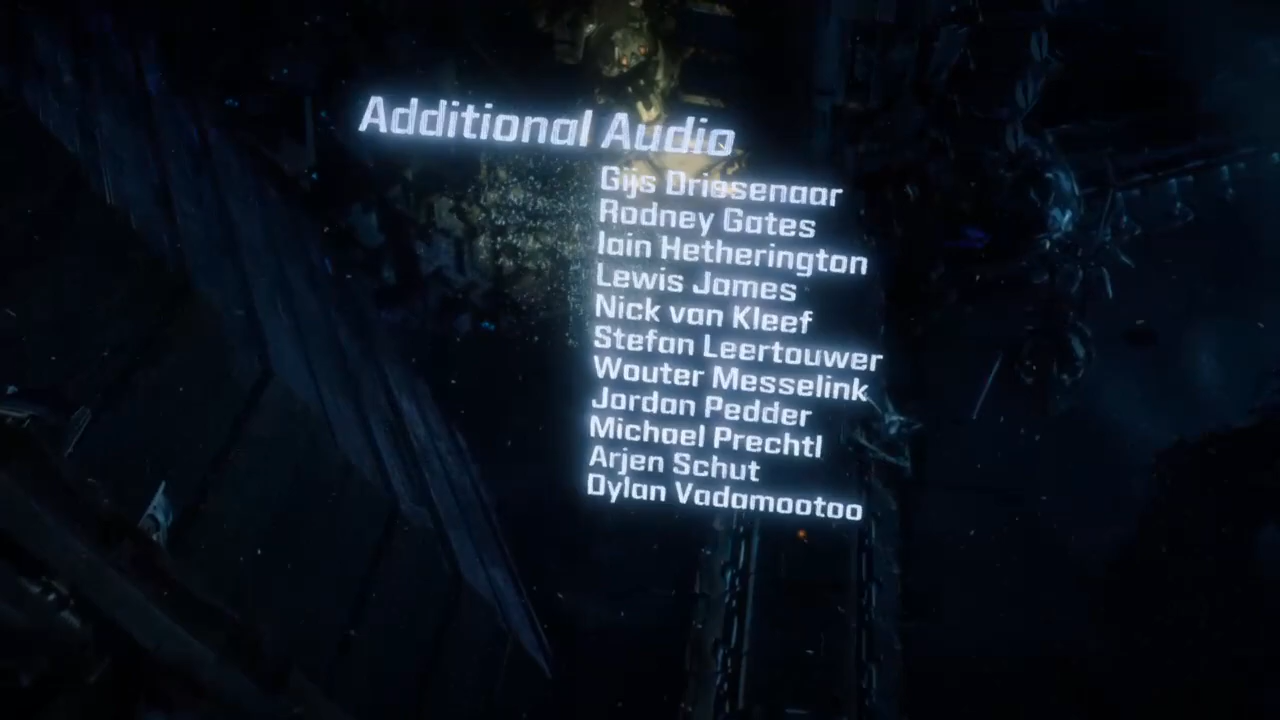 Additional Audio
Gijs Driessenaar
Rodney Gates
Iain Hetherington
Lewis James
Nick van Kleef
Stefan Leertouwer
Wouter Messelink
Jordan Pedder
Michael Prechtl
Arjen Schut
Dylan Vadamootoo